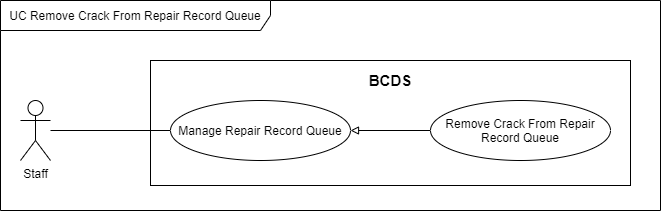 UC Remove Crack From Repair Record Queue
BCDS
Manage Repair Record Queue
Remove Crack From Repair
Record Queue
Staff